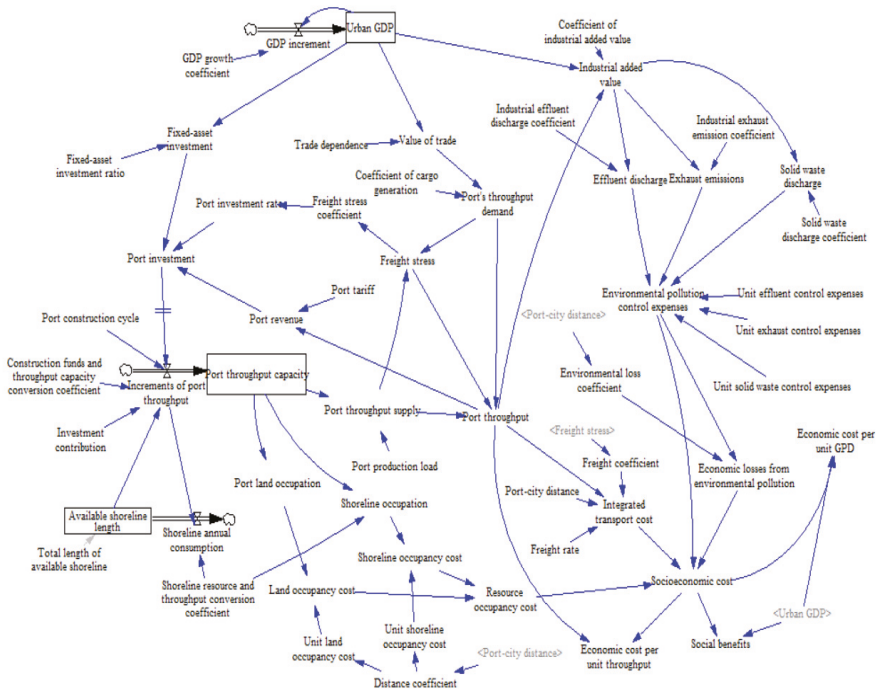 Urban GDP
GDP increment
GDP growth
coefficient
Coefficient
of industrial added value
Industrial added
value
Industrial effluent
discharge coefficient
Industrial exhaust
emission coefficient
Fixed-asset
investment
Fixed-asset
investment ratio
Trade dependence
Value of trade
Coefficient of cargo
generation
Effluent discharge
Exhaust emissions
Solid waste
discharge
Solid waste
discharge coefficient
Port investment rate
Freight stress
coefficient
Port's throughput
demand
Port investment
Freight stress
Port tariff
Port revenue
Port construction cycle
<Port-city distance>
Environmental pollution
control expenses
Unit effluent control expenses
Unit exhaust control expenses
Unit solid waste control expenses
Construction funds and
throughput capacity
conversion coefficient
Increments of port
throughput
Port throughput capacity
Investment
contribution
Port throughput supply
Port throughput
Environmental loss
coefficient
<Freight stress>
Economic cost per
unit GPD
Port production load
Freight coefficient
Economic losses from
environmental pollution
Port land occupation
Shoreline occupation
Port-city distance
Integrated
transport cost
Freight rate
Available shoreline
length
Shoreline annual
consumption
Total length of
available shoreline
Shoreline occupancy cost
Shoreline resource and
throughput conversion
coefficient
Land occupancy cost
Resource
occupancy cost
Socioeconomic cost
Unit land
occupancy cost
Unit shoreline
occupancy cost
<Urban GDP>
Economic cost per
unit throughput
Social benefits
<Port-city distance>
Distance coefficient